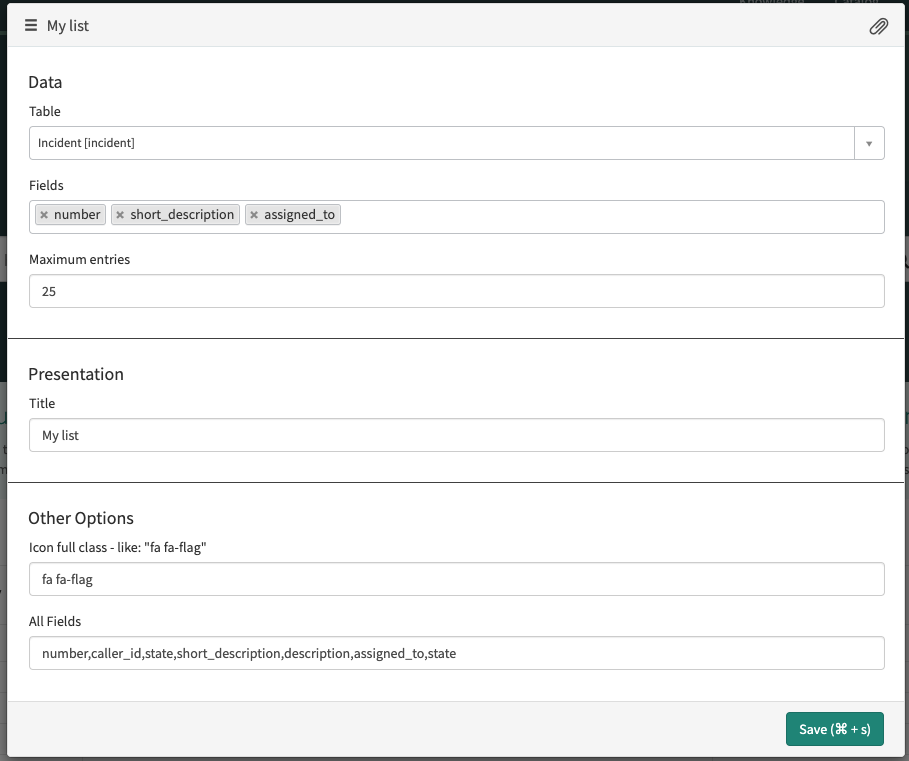 My list
Data
Table
Incident [incident]
Fields
× number × short_description × assigned_to
Maximum entries
25
Presentation
Title
My list
Other Options
Icon full class - like: "fa fa-flag"
fa fa-flag
All Fields
number,caller_id,state,short_description,description,assigned_to,state
Save (⌘ + s)